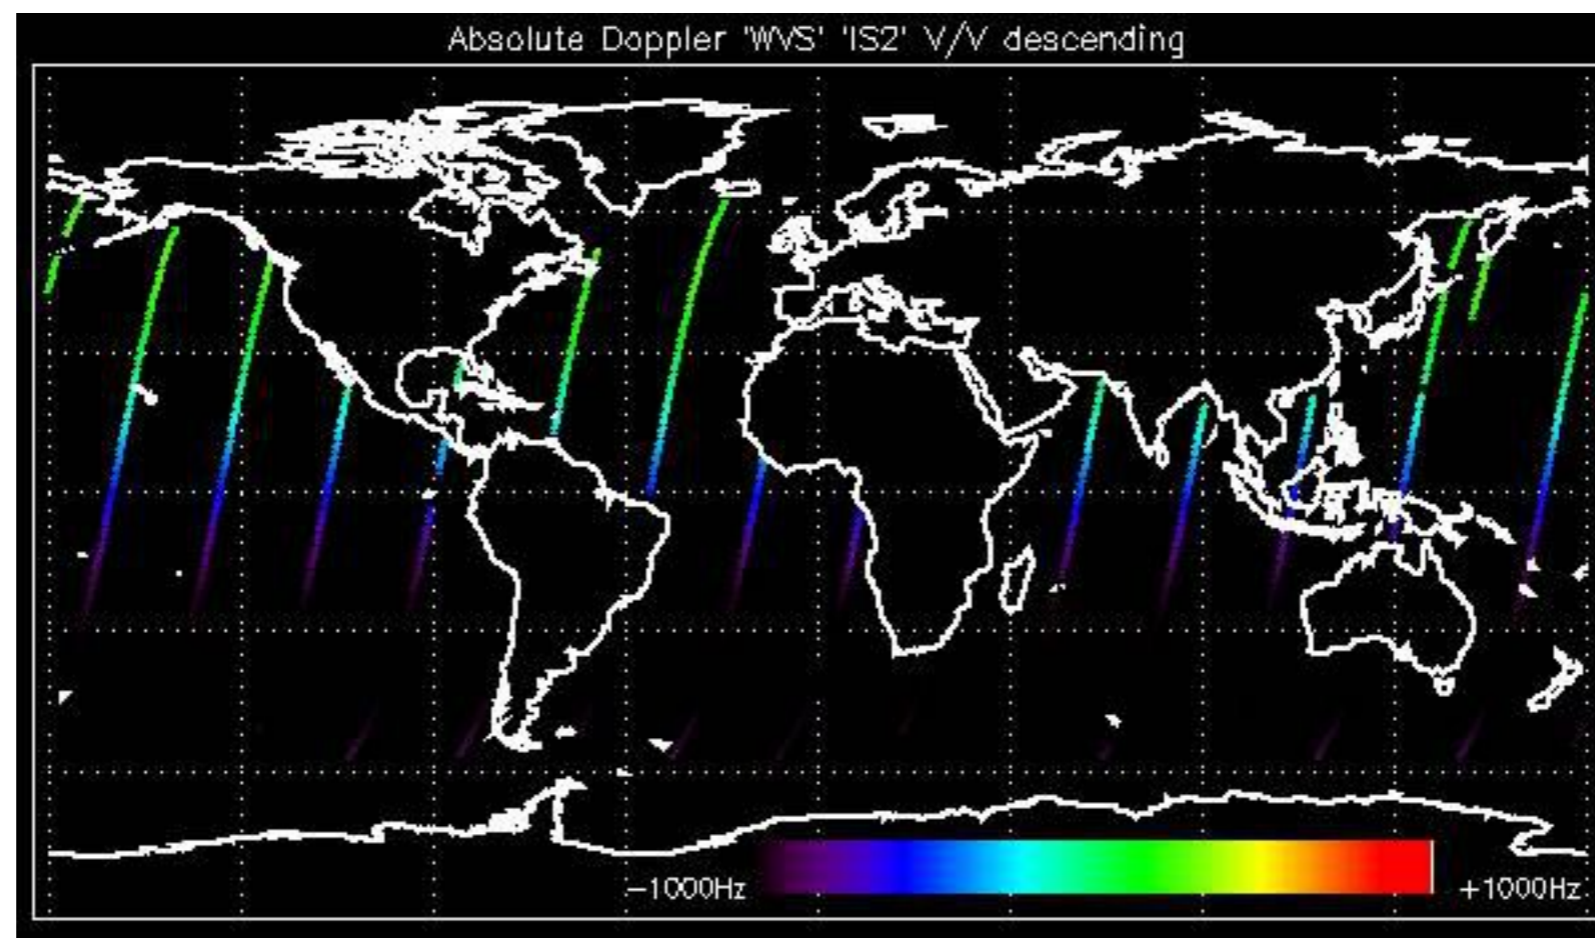 Absolute Doppler 'WVS' 'IS2' V/V descending
−1000Hz +1000Hz